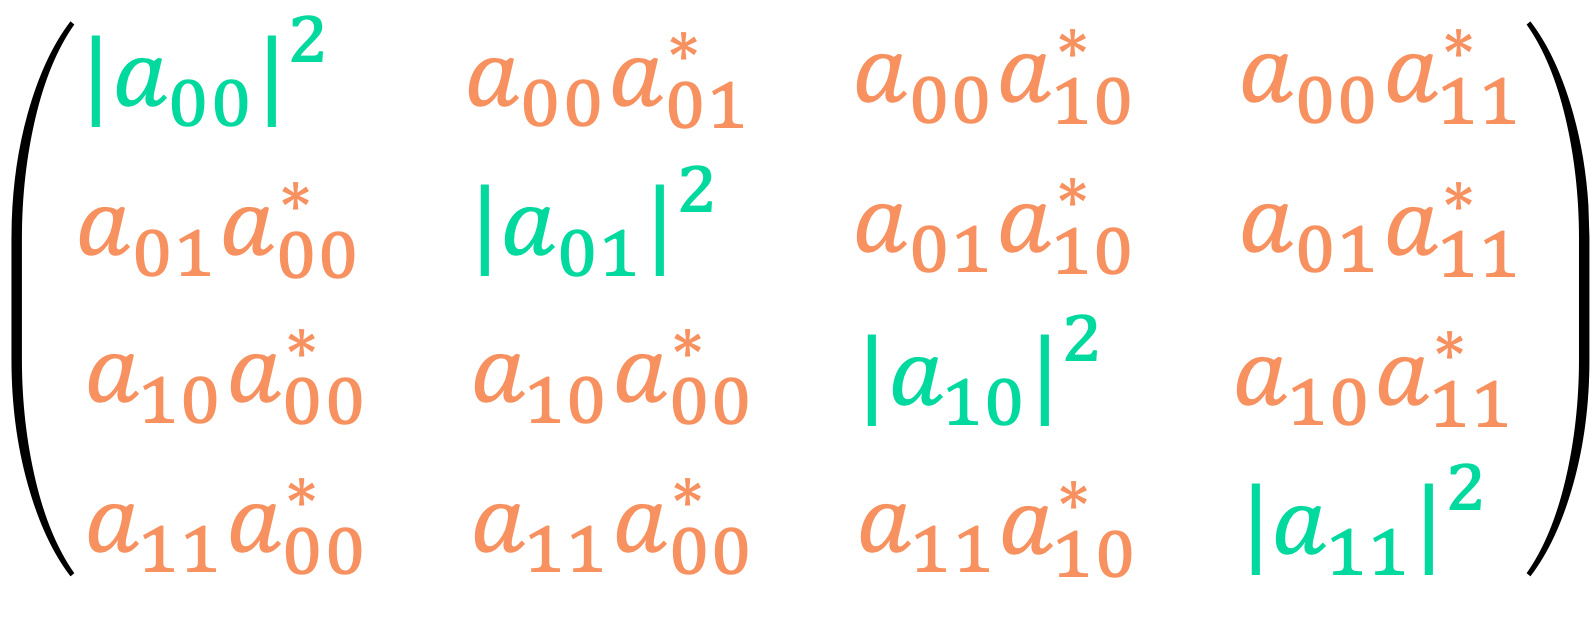 |a₀₀|² a₀₀a₀₁* a₀₀a₁₀* a₀₀a₁₁*
a₀₁a₀₀* |a₀₁|² a₀₁a₁₀* a₀₁a₁₁*
a₁₀a₀₀* a₁₀a₀₀* |a₁₀|² a₁₀a₁₁*
a₁₁a₀₀* a₁₁a₀₀* a₁₁a₁₀* |a₁₁|²